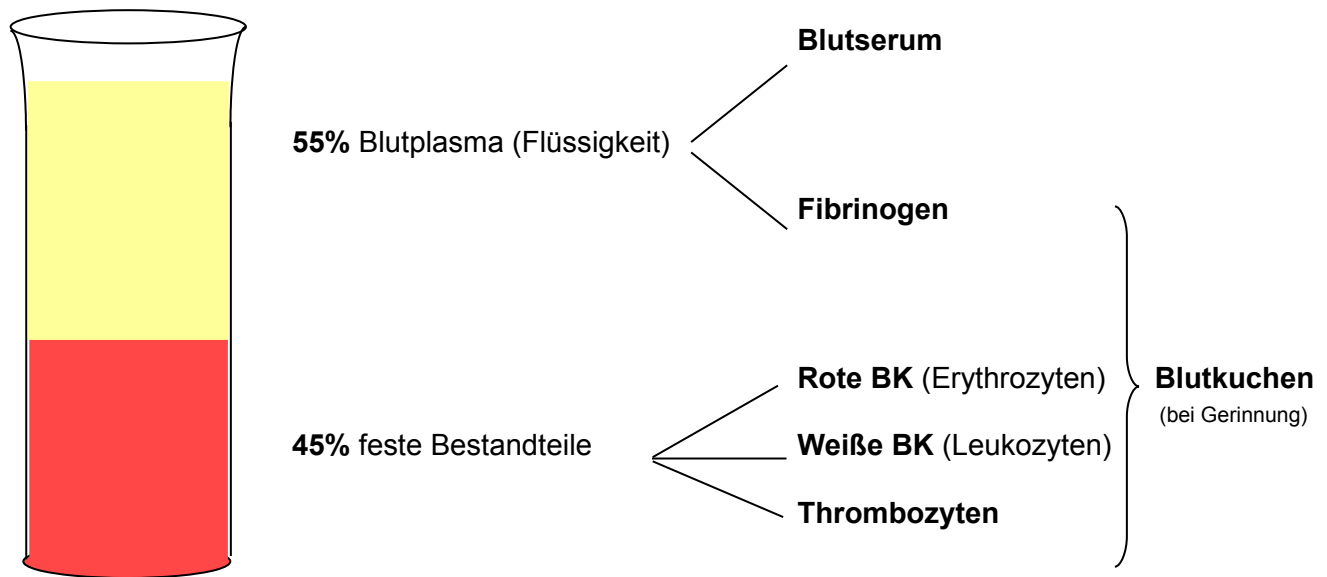 Blutserum
55% Blutplasma (Flüssigkeit)
Fibrinogen
Rote BK (Erythrozyten)
Blutkuchen
(bei Gerinnung)
45% feste Bestandteile
Weiße BK (Leukozyten)
Thrombozyten